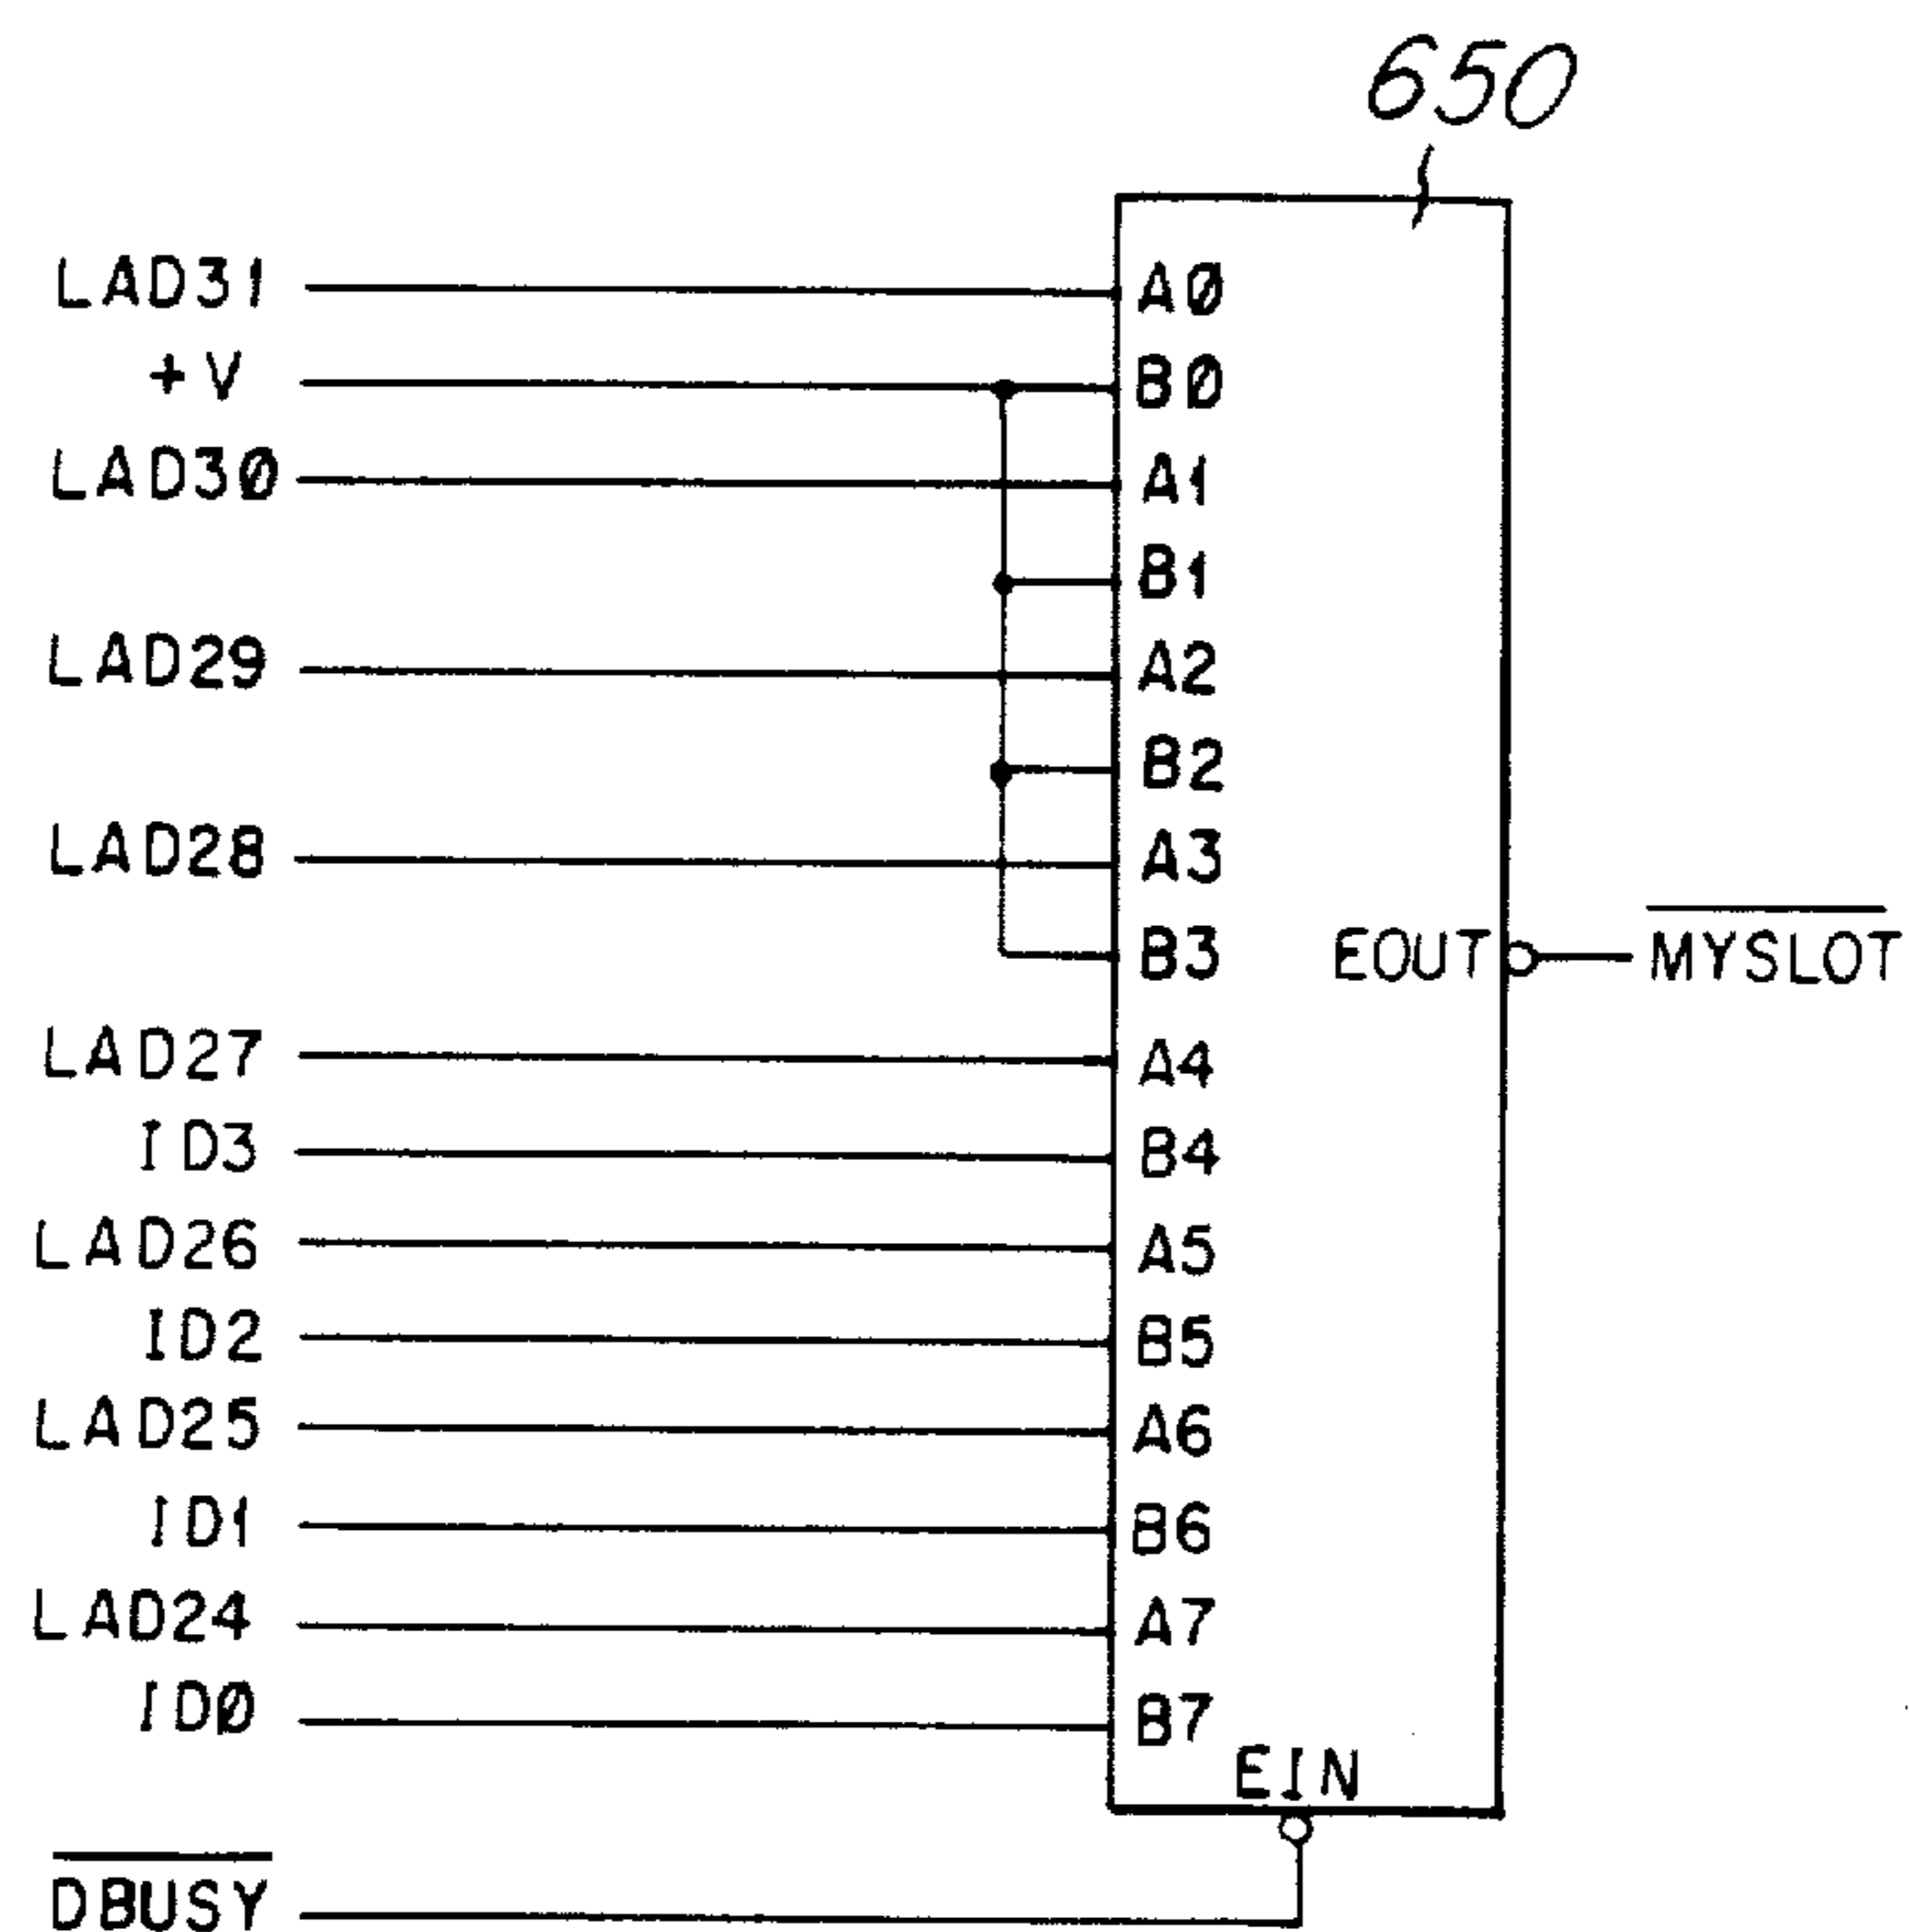 650
LAD31 A0
+V B0
LAD30 A1
B1
LAD29 A2
B2
LAD28 A3
B3 EOUT MYSLOT
LAD27 A4
ID3 B4
LAD26 A5
ID2 B5
LAD25 A6
ID1 B6
LAD24 A7
ID0 B7
EIN
DBUSY